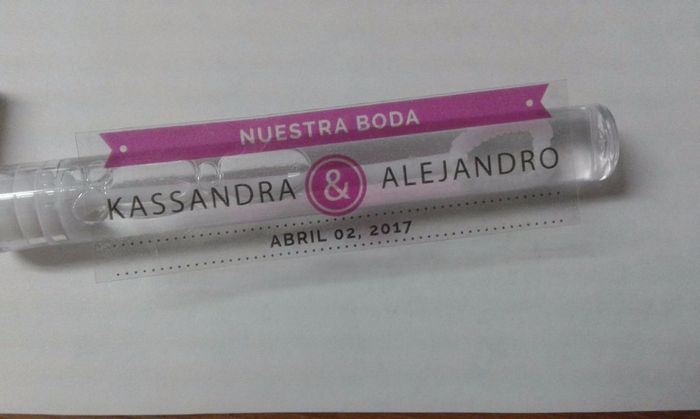 NUESTRA BODA
KASSANDRA & ALEJANDRO
ABRIL 02, 2017